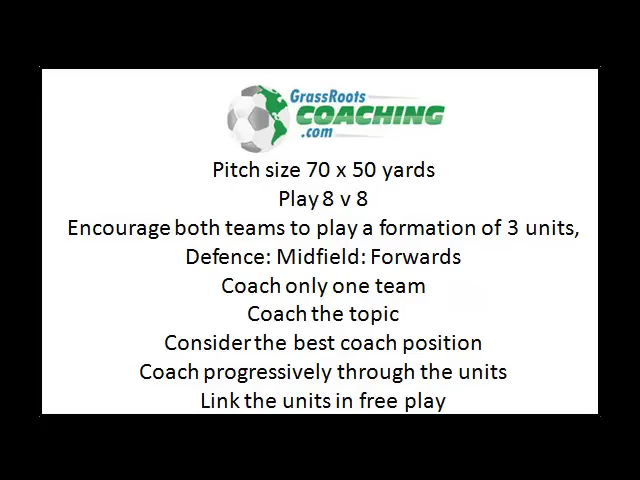 GrassRoots
COACHING
.com
Pitch size 70 x 50 yards
Play 8 v 8
Encourage both teams to play a formation of 3 units,
Defence: Midfield: Forwards
Coach only one team
Coach the topic
Consider the best coach position
Coach progressively through the units
Link the units in free play